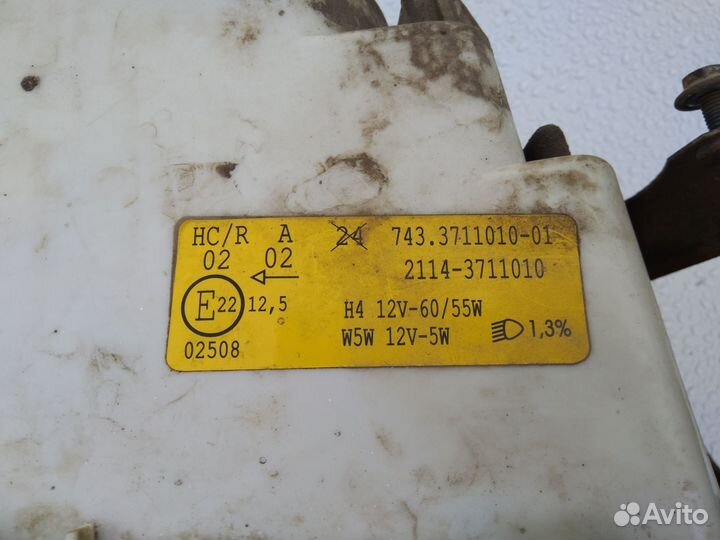 HC/R A 24 743.3711010-01
02 02 2114-3711010
E22 12,5 H4 12V-60/55W
02508 W5W 12V-5W 1,3%
Avito